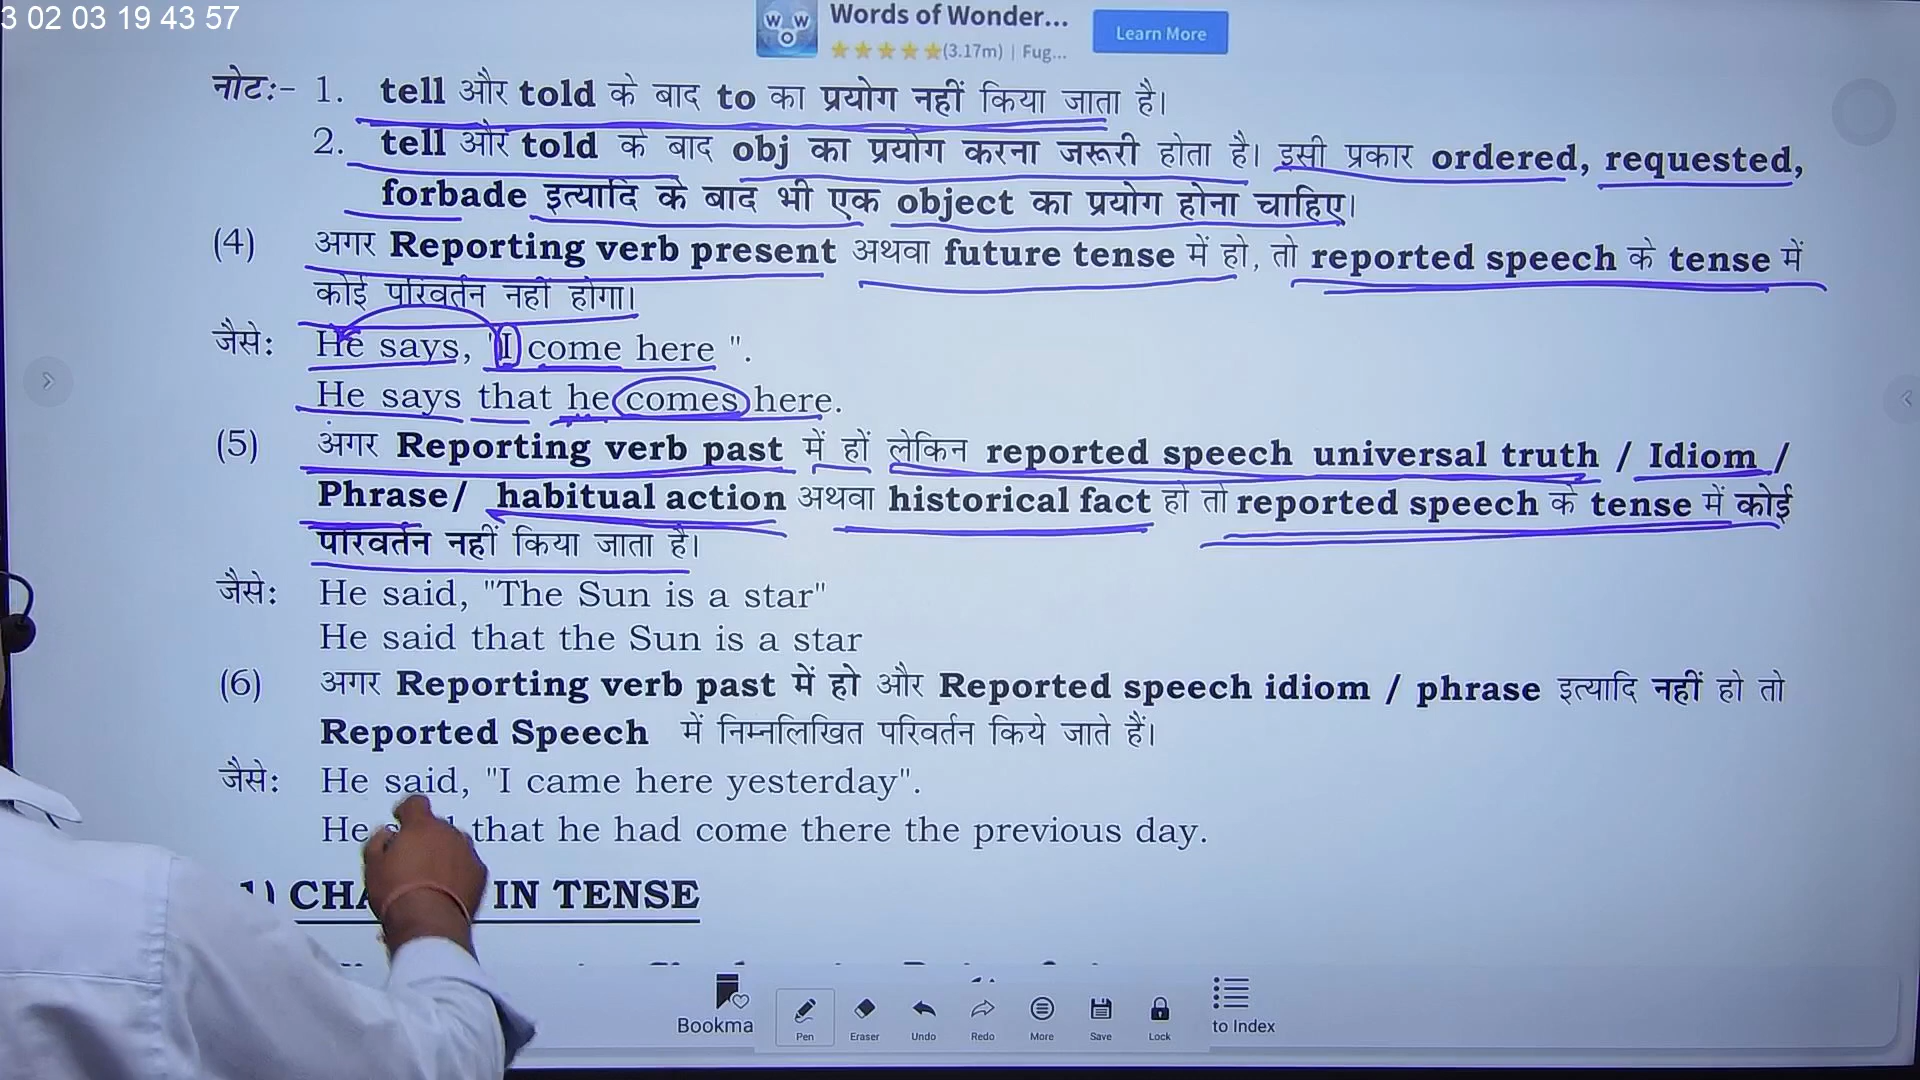 3 02 03 19 43 57
Words of Wonder...
(3.17m) | Fug...
Learn More
नोटः- 1. tell और told के बाद to का प्रयोग नहीं किया जाता है।
2. tell और told के बाद obj का प्रयोग करना जरूरी होता है। इसी प्रकार ordered, requested,
forbade इत्यादि के बाद भी एक object का प्रयोग होना चाहिए।
(4) अगर Reporting verb present अथवा future tense में हो, तो reported speech के tense में
कोई परिवर्तन नहीं होगा।
जैसेः He says, "I come here ".
He says that he comes here.
(5) अगर Reporting verb past में हों लेकिन reported speech universal truth / Idiom /
Phrase/ habitual action अथवा historical fact हो तो reported speech के tense में कोई
परिवर्तन नहीं किया जाता है।
जैसेः He said, "The Sun is a star"
He said that the Sun is a star
(6) अगर Reporting verb past में हो और Reported speech idiom / phrase इत्यादि नहीं हो तो
Reported Speech में निम्नलिखित परिवर्तन किये जाते हैं।
जैसेः He said, "I came here yesterday".
He that he had come there the previous day.
1) IN TENSE
Bookma
Pen Eraser Undo Redo More Save Lock
to Index